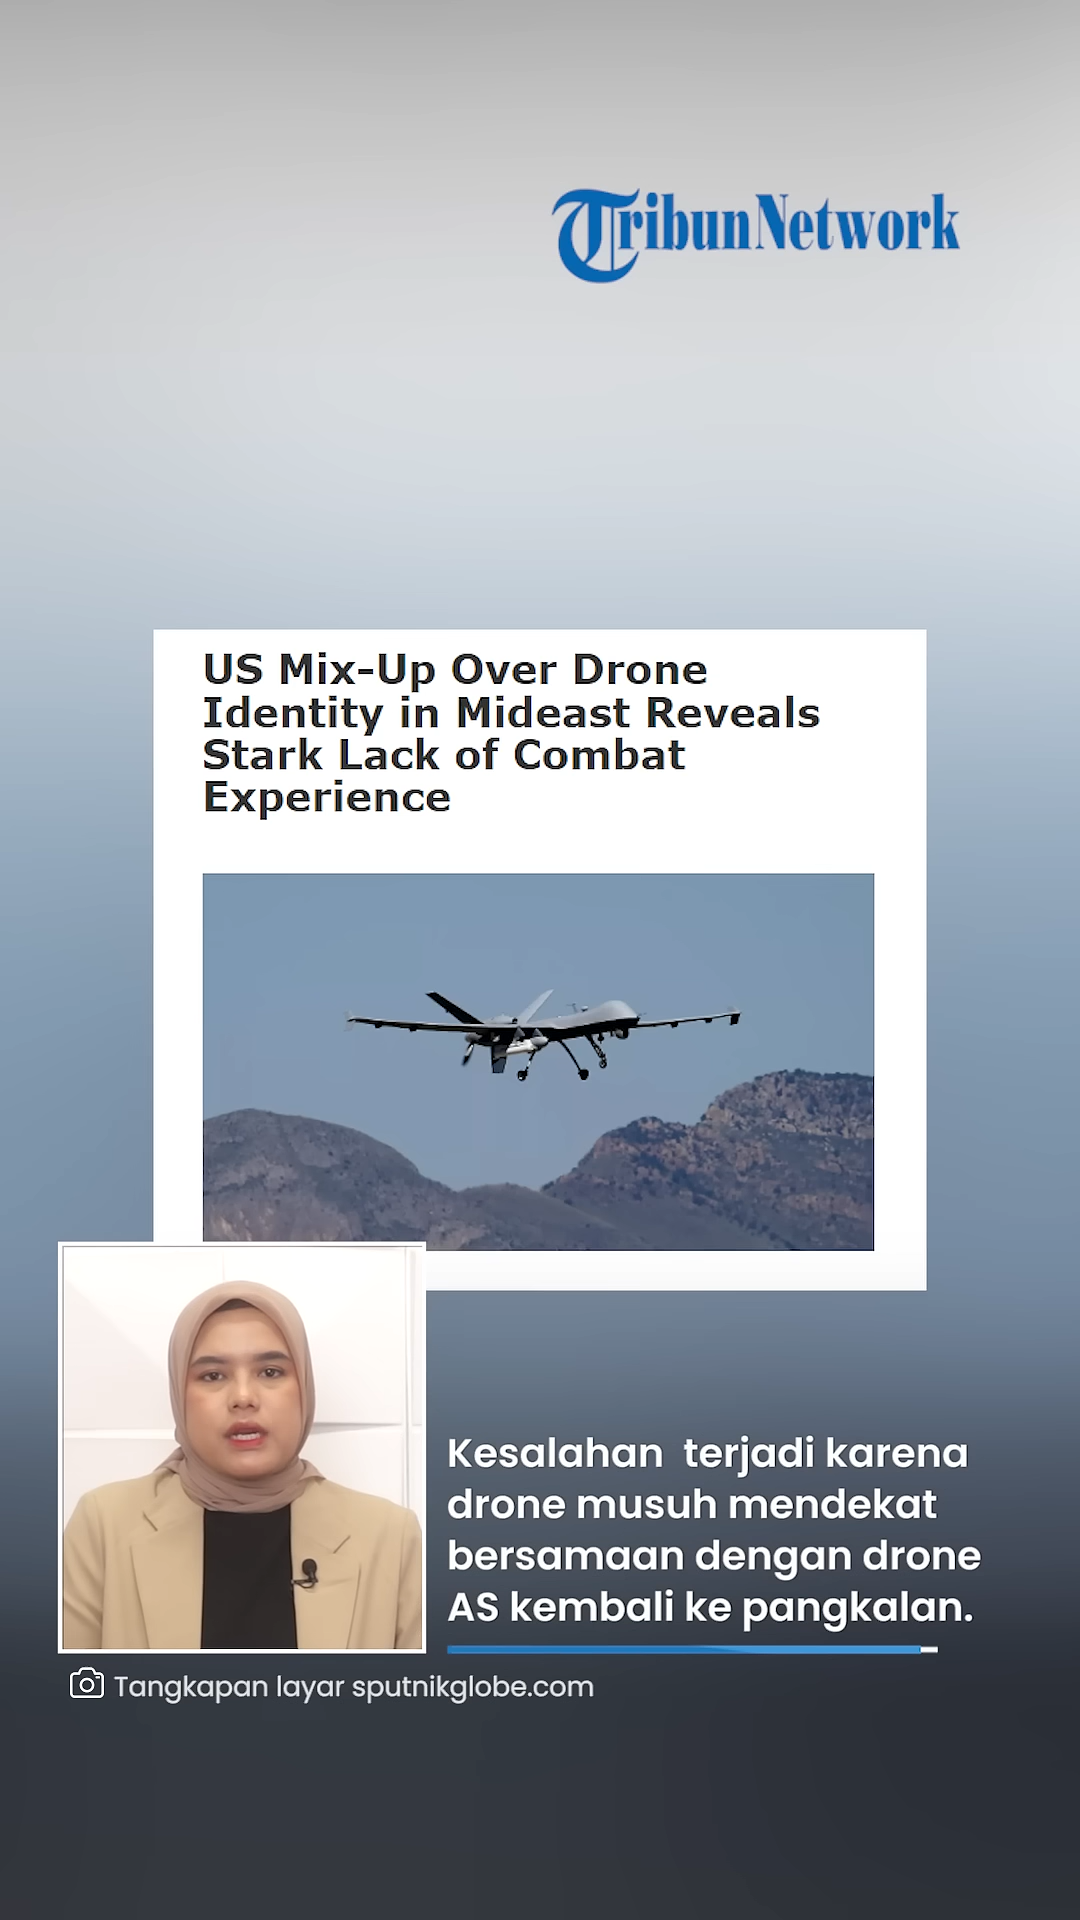 TribunNetwork
US Mix-Up Over Drone
Identity in Mideast Reveals
Stark Lack of Combat
Experience
Kesalahan terjadi karena
drone musuh mendekat
bersamaan dengan drone
AS kembali ke pangkalan.
Tangkapan layar sputnikglobe.com